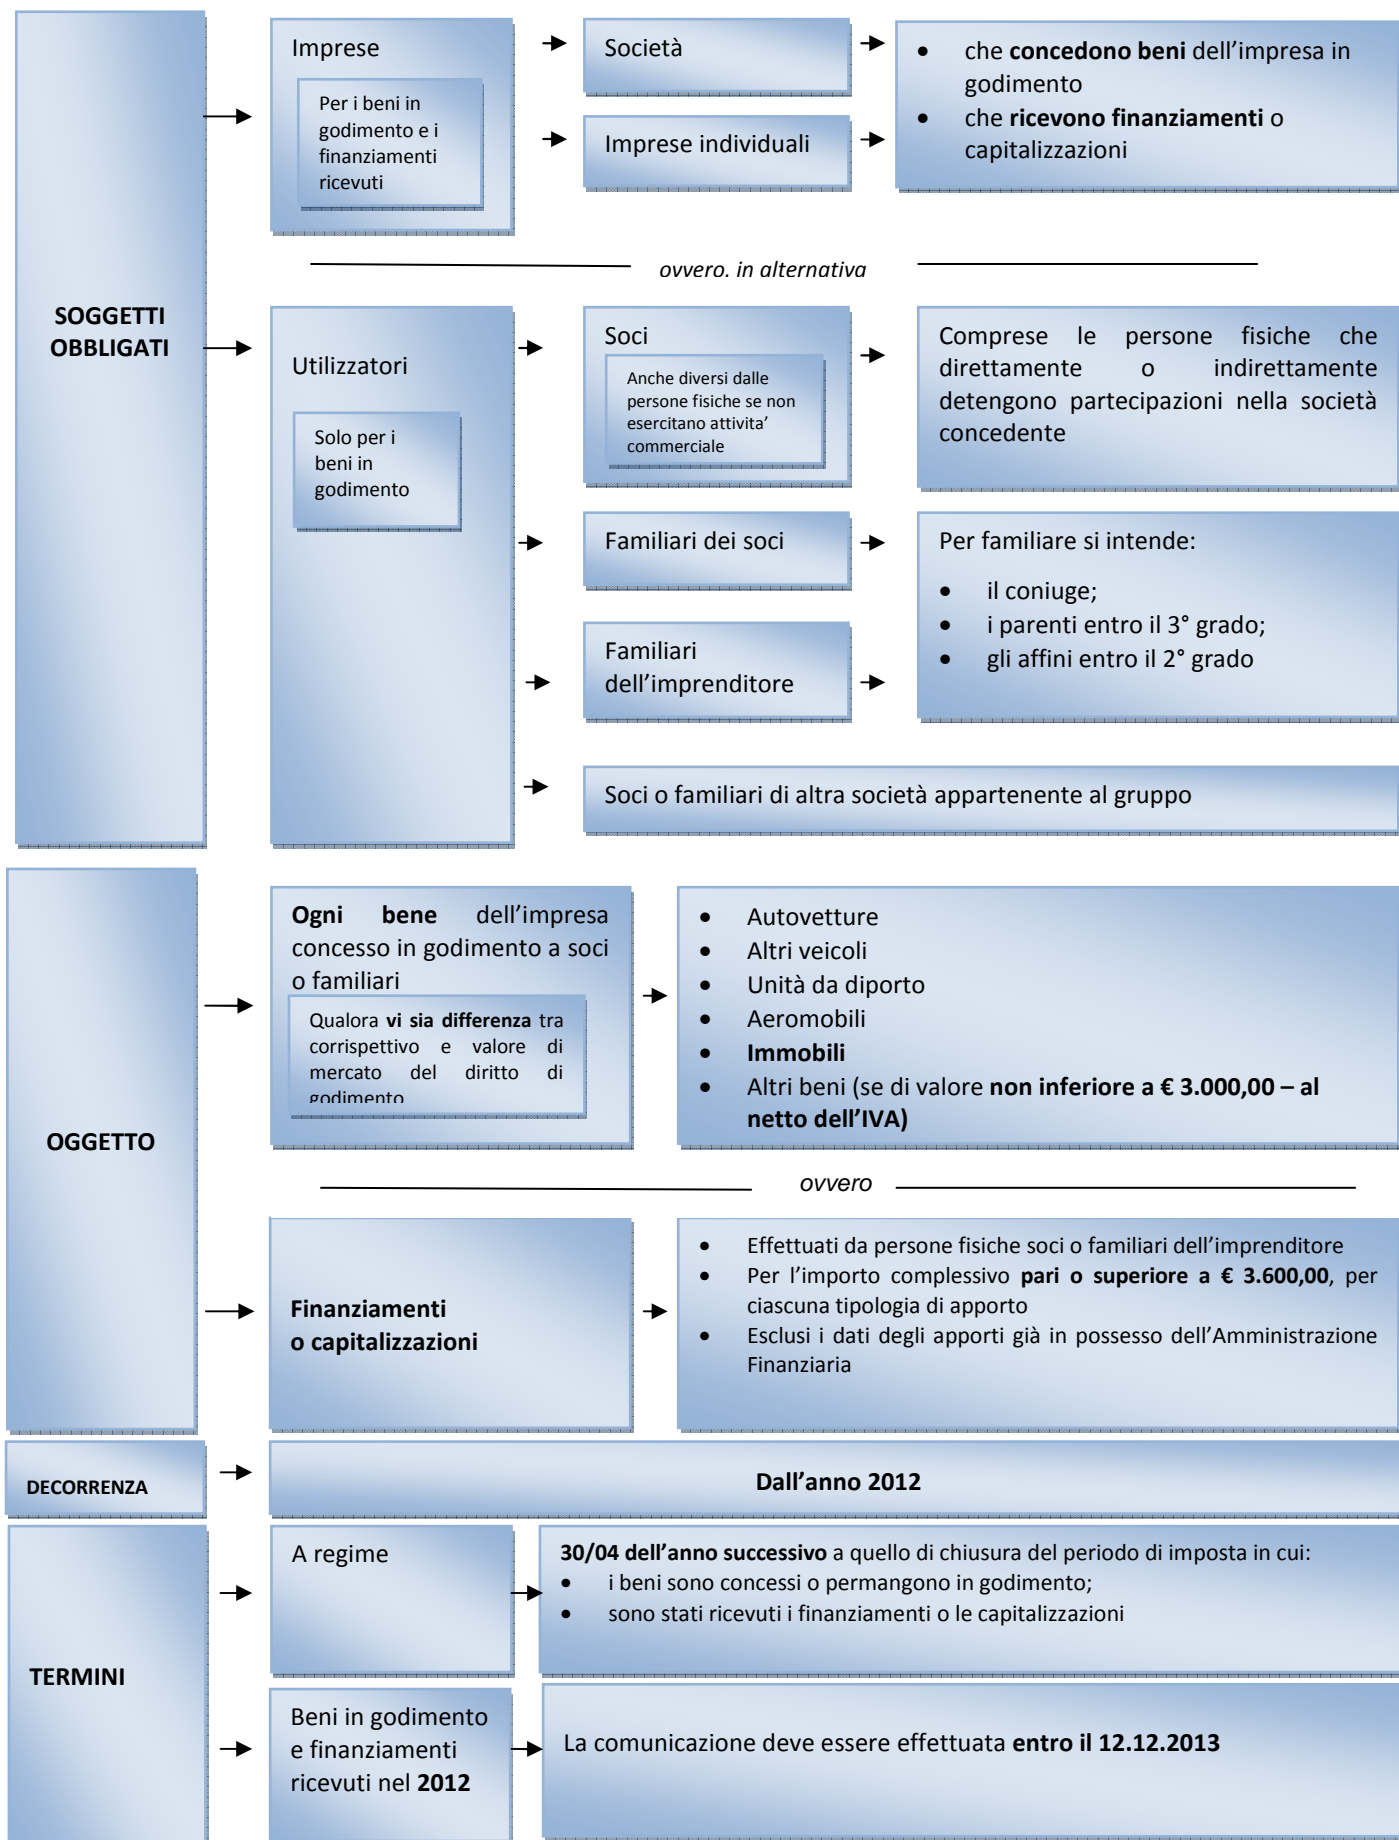 SOGGETTI
OBBLIGATI
Imprese
Per i beni in
godimento e i
finanziamenti
ricevuti
Società
Imprese individuali
• che concedono beni dell’impresa in
godimento
• che ricevono finanziamenti o
capitalizzazioni
ovvero. in alternativa
Utilizzatori
Solo per i
beni in
godimento
Soci
Anche diversi dalle
persone fisiche se non
esercitano attivita’
commerciale
Comprese le persone fisiche che
direttamente o indirettamente
detengono partecipazioni nella società
concedente
Familiari dei soci
Familiari
dell’imprenditore
Per familiare si intende:
• il coniuge;
• i parenti entro il 3° grado;
• gli affini entro il 2° grado
Soci o familiari di altra società appartenente al gruppo
OGGETTO
Ogni bene dell’impresa
concesso in godimento a soci
o familiari
Qualora vi sia differenza tra
corrispettivo e valore di
mercato del diritto di
godimento
• Autovetture
• Altri veicoli
• Unità da diporto
• Aeromobili
• Immobili
• Altri beni (se di valore non inferiore a € 3.000,00 – al
netto dell’IVA)
ovvero
Finanziamenti
o capitalizzazioni
• Effettuati da persone fisiche soci o familiari dell’imprenditore
• Per l’importo complessivo pari o superiore a € 3.600,00, per
ciascuna tipologia di apporto
• Esclusi i dati degli apporti già in possesso dell’Amministrazione
Finanziaria
DECORRENZA
Dall’anno 2012
TERMINI
A regime
30/04 dell’anno successivo a quello di chiusura del periodo di imposta in cui:
• i beni sono concessi o permangono in godimento;
• sono stati ricevuti i finanziamenti o le capitalizzazioni
Beni in godimento
e finanziamenti
ricevuti nel 2012
La comunicazione deve essere effettuata entro il 12.12.2013